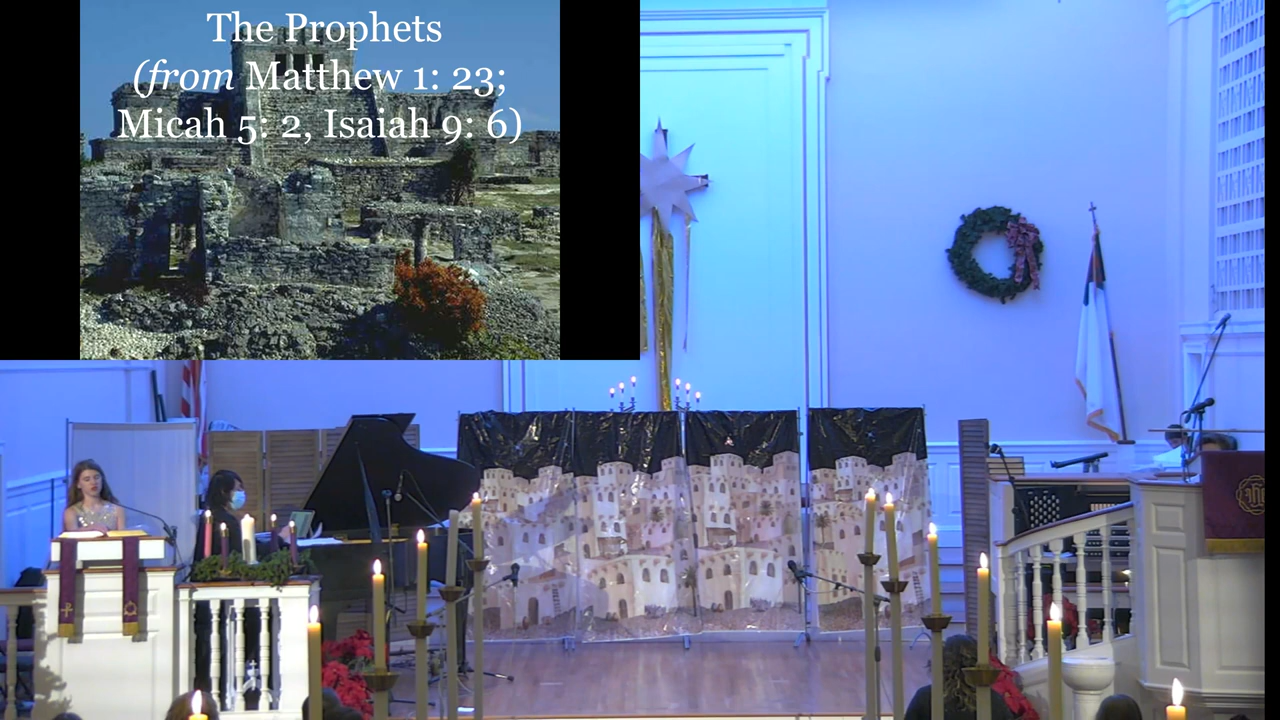 The Prophets
(from Matthew 1: 23;
Micah 5: 2, Isaiah 9: 6)